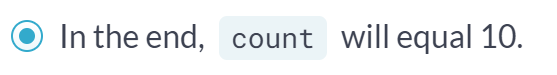 In the end, count will equal 10.